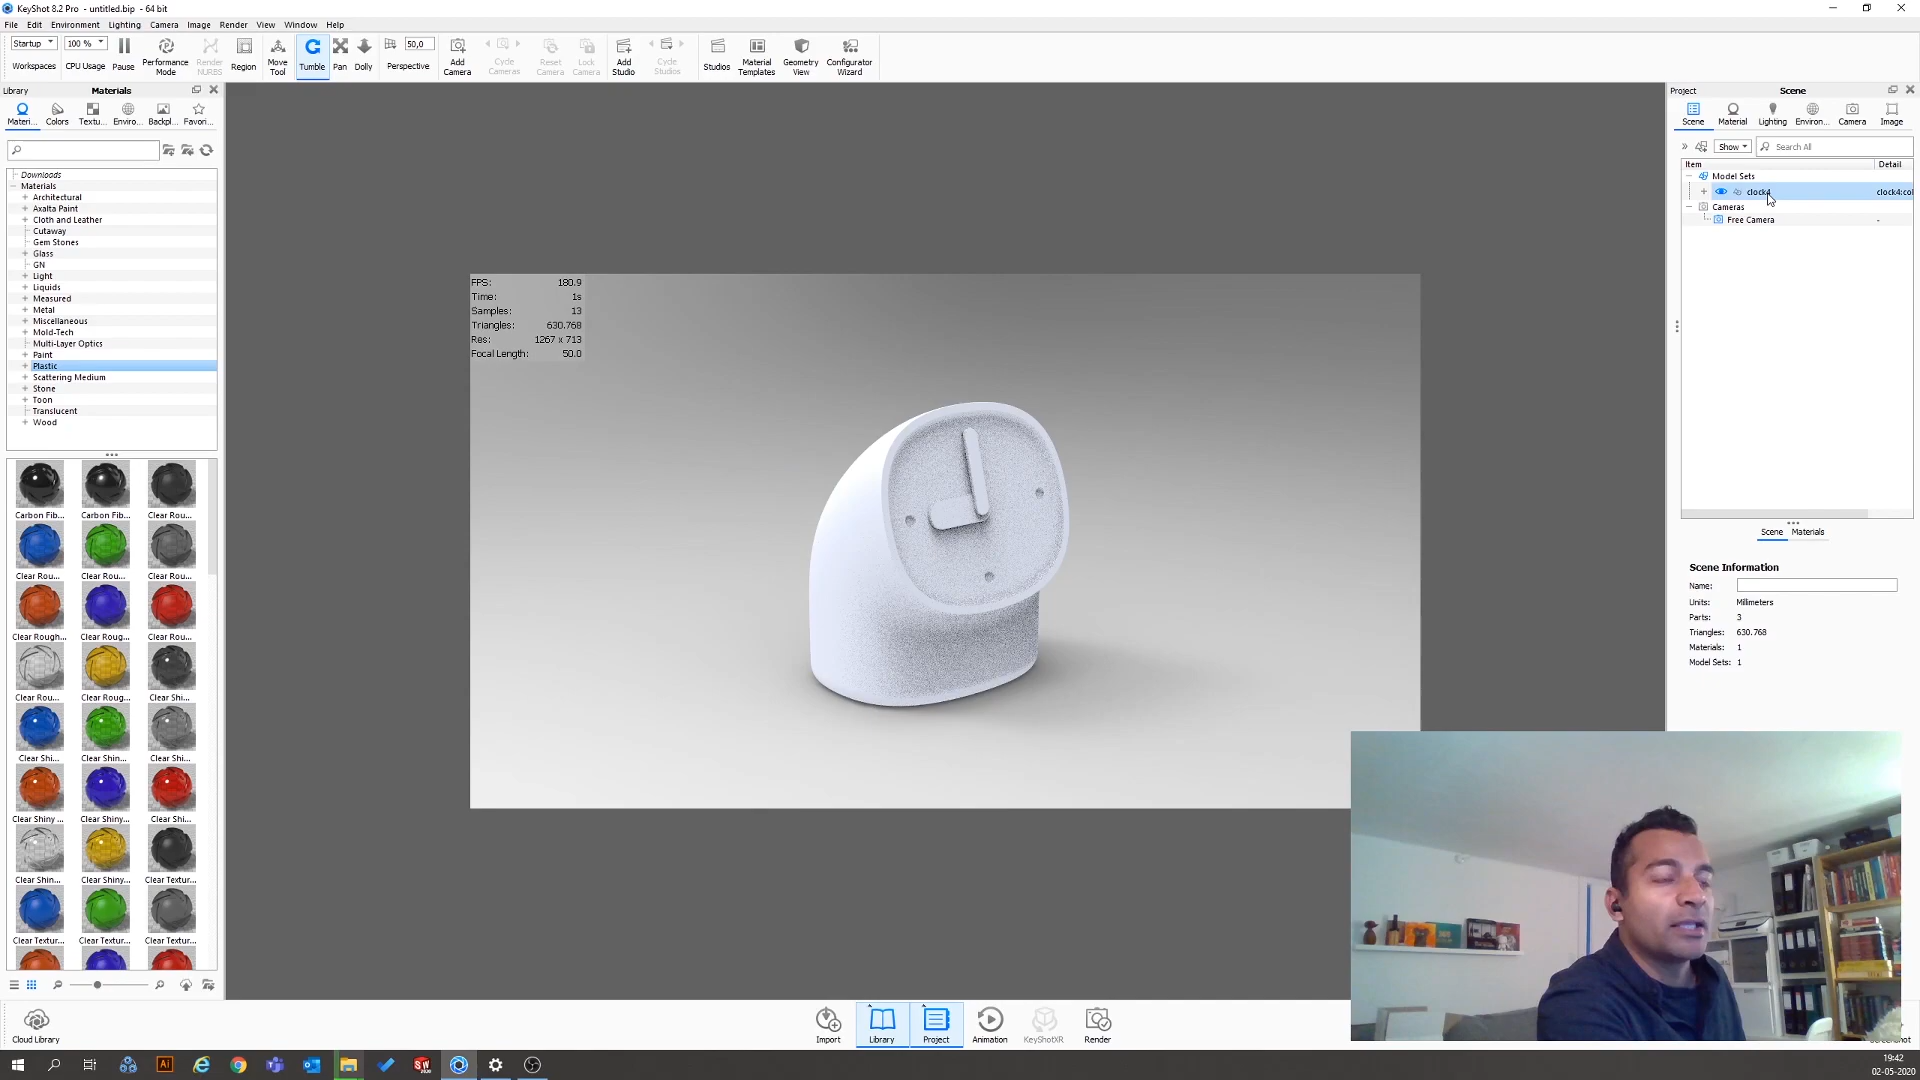 KeyShot 8.2 Pro - untitled.bip - 64 bit
File Edit Environment Lighting Camera Image Render View Window Help
Startup 100 % 50,0
Workspaces CPU Usage Pause Performance Mode Render NURBS Region Move Tool Tumble Pan Dolly Perspective Add Camera Cycle Cameras Reset Camera Lock Camera Add Studio Cycle Studios Studios Material Templates Geometry View Configurator Wizard
Library Materials
Materi... Colors Textu... Enviro... Backpl... Favori...
Downloads
Materials
Architectural
Axalta Paint
Cloth and Leather
Cutaway
Gem Stones
Glass
GN
Light
Liquids
Measured
Metal
Miscellaneous
Mold-Tech
Multi-Layer Optics
Paint
Plastic
Scattering Medium
Stone
Toon
Translucent
Wood
Carbon Fib... Carbon Fib... Clear Rou...
Clear Rou... Clear Rou... Clear Rou...
Clear Rough... Clear Roug... Clear Rou...
Clear Rou... Clear Roug... Clear Shi...
Clear Shi... Clear Shin... Clear Shi...
Clear Shiny ... Clear Shiny... Clear Shi...
Clear Shin... Clear Shiny... Clear Textu...
Clear Textur... Clear Textur... Clear Textu...
Cloud Library
FPS: 180.9
Time: 1s
Samples: 13
Triangles: 630.768
Res: 1267 x 713
Focal Length: 50.0
Project Scene
Scene Material Lighting Environ... Camera Image
Show Search All
Item Detail
Model Sets
clock4 clock4:col
Cameras
Free Camera -
Scene Materials
Scene Information
Name:
Units: Millimeters
Parts: 3
Triangles: 630.768
Materials: 1
Model Sets: 1
Import Library Project Animation KeyShotXR Render
19:42
02-05-2020